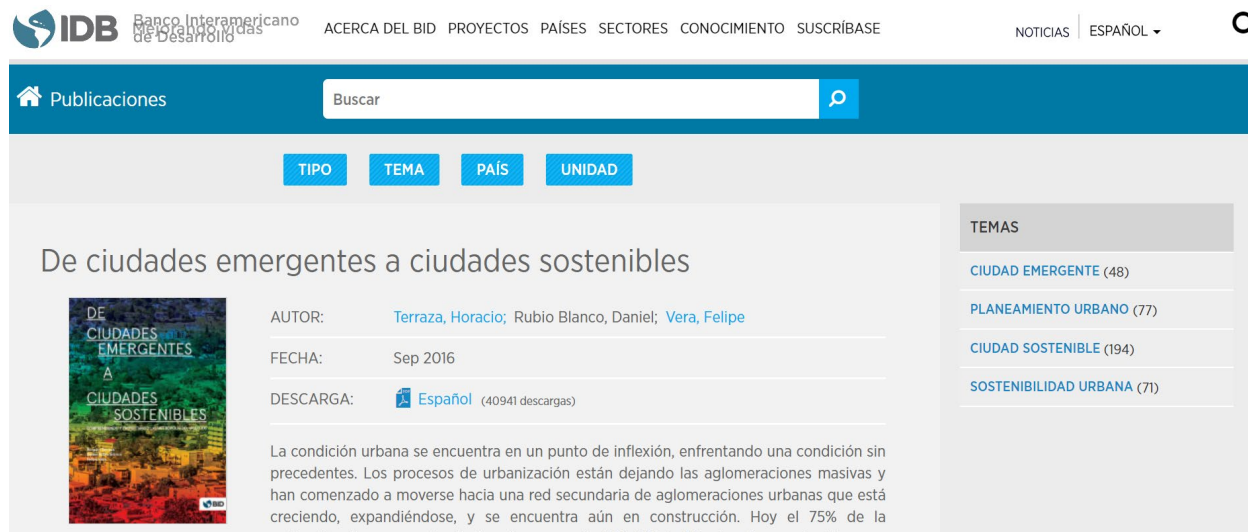 IDB
Banco Interamericano
Mejorando vidas
de Desarrollo
ACERCA DEL BID PROYECTOS PAÍSES SECTORES CONOCIMIENTO SUSCRÍBASE
NOTICIAS ESPAÑOL
Publicaciones
Buscar
TIPO TEMA PAÍS UNIDAD
De ciudades emergentes a ciudades sostenibles
DE
CIUDADES
EMERGENTES
A
CIUDADES
SOSTENIBLES
BID
AUTOR: Terraza, Horacio; Rubio Blanco, Daniel; Vera, Felipe
FECHA: Sep 2016
DESCARGA: Español (40941 descargas)
La condición urbana se encuentra en un punto de inflexión, enfrentando una condición sin
precedentes. Los procesos de urbanización están dejando las aglomeraciones masivas y
han comenzado a moverse hacia una red secundaria de aglomeraciones urbanas que está
creciendo, expandiéndose, y se encuentra aún en construcción. Hoy el 75% de la
TEMAS
CIUDAD EMERGENTE (48)
PLANEAMIENTO URBANO (77)
CIUDAD SOSTENIBLE (194)
SOSTENIBILIDAD URBANA (71)